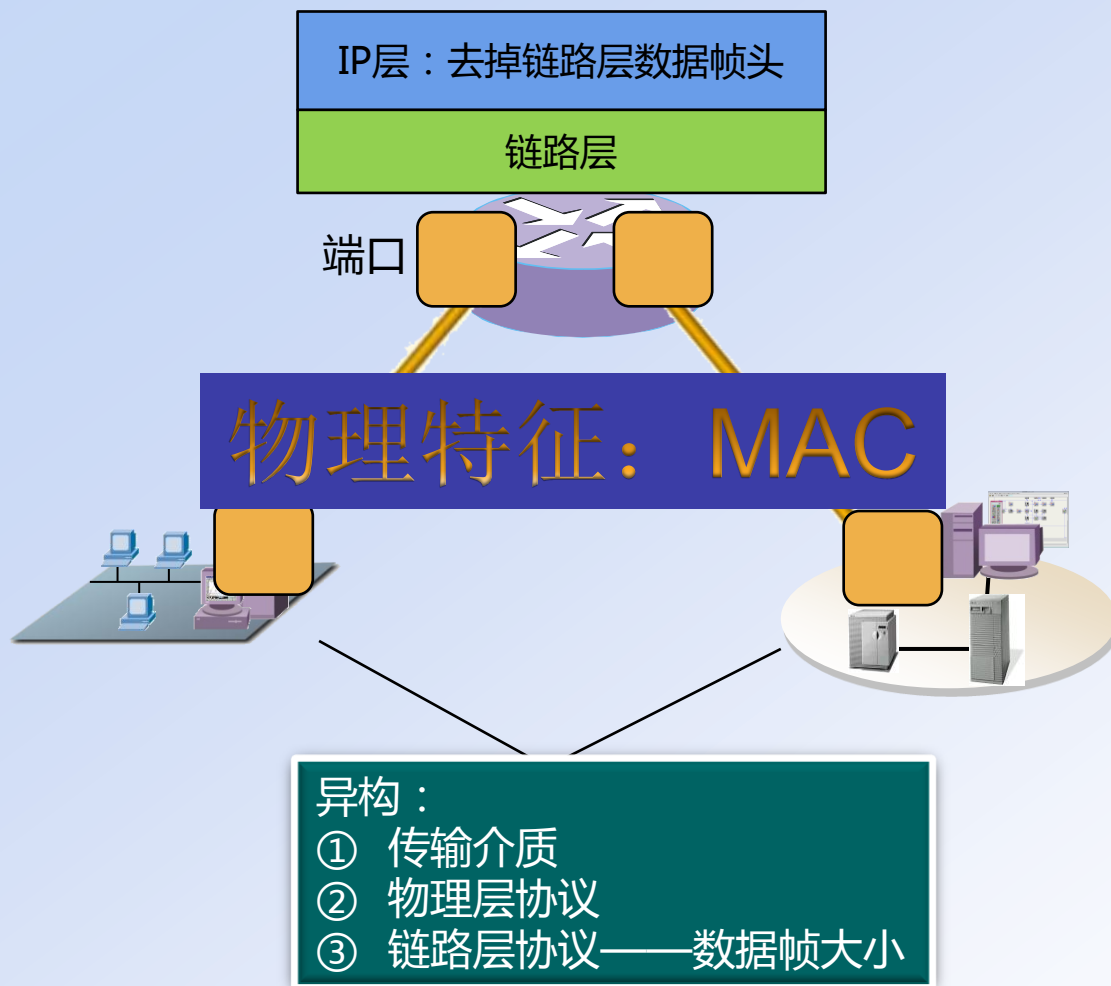 IP层：去掉链路层数据帧头
链路层
端口
物理特征：MAC
异构：
① 传输介质
② 物理层协议
③ 链路层协议——数据帧大小